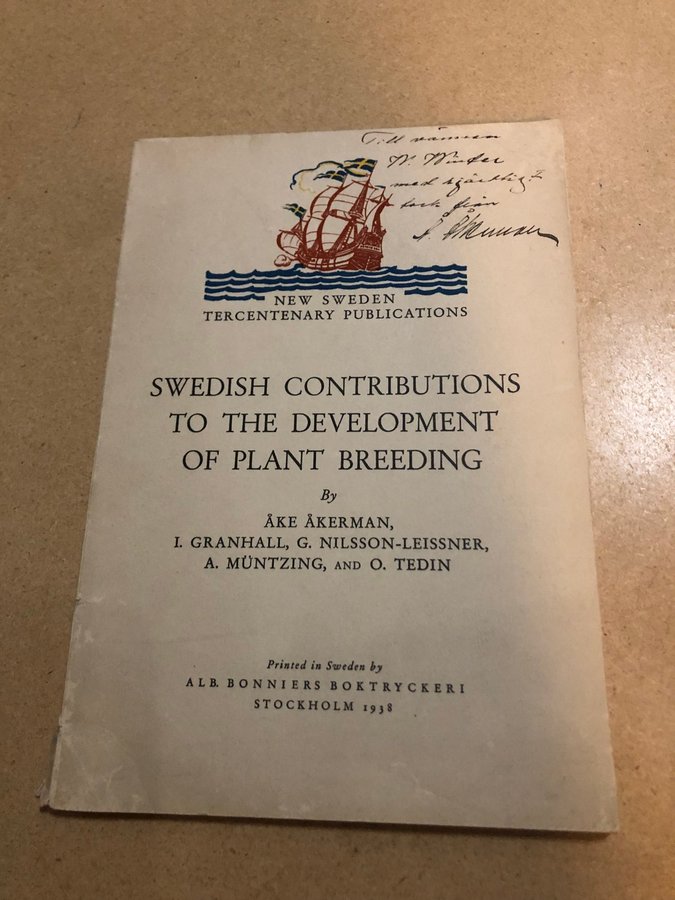 Till vännen
W. Winter
med hjärtligt
tack från
Å. Åkerman
NEW SWEDEN
TERCENTENARY PUBLICATIONS
SWEDISH CONTRIBUTIONS
TO THE DEVELOPMENT
OF PLANT BREEDING
By
ÅKE ÅKERMAN,
I. GRANHALL, G. NILSSON-LEISSNER,
A. MÜNTZING, AND O. TEDIN
Printed in Sweden by
ALB. BONNIERS BOKTRYCKERI
STOCKHOLM 1938